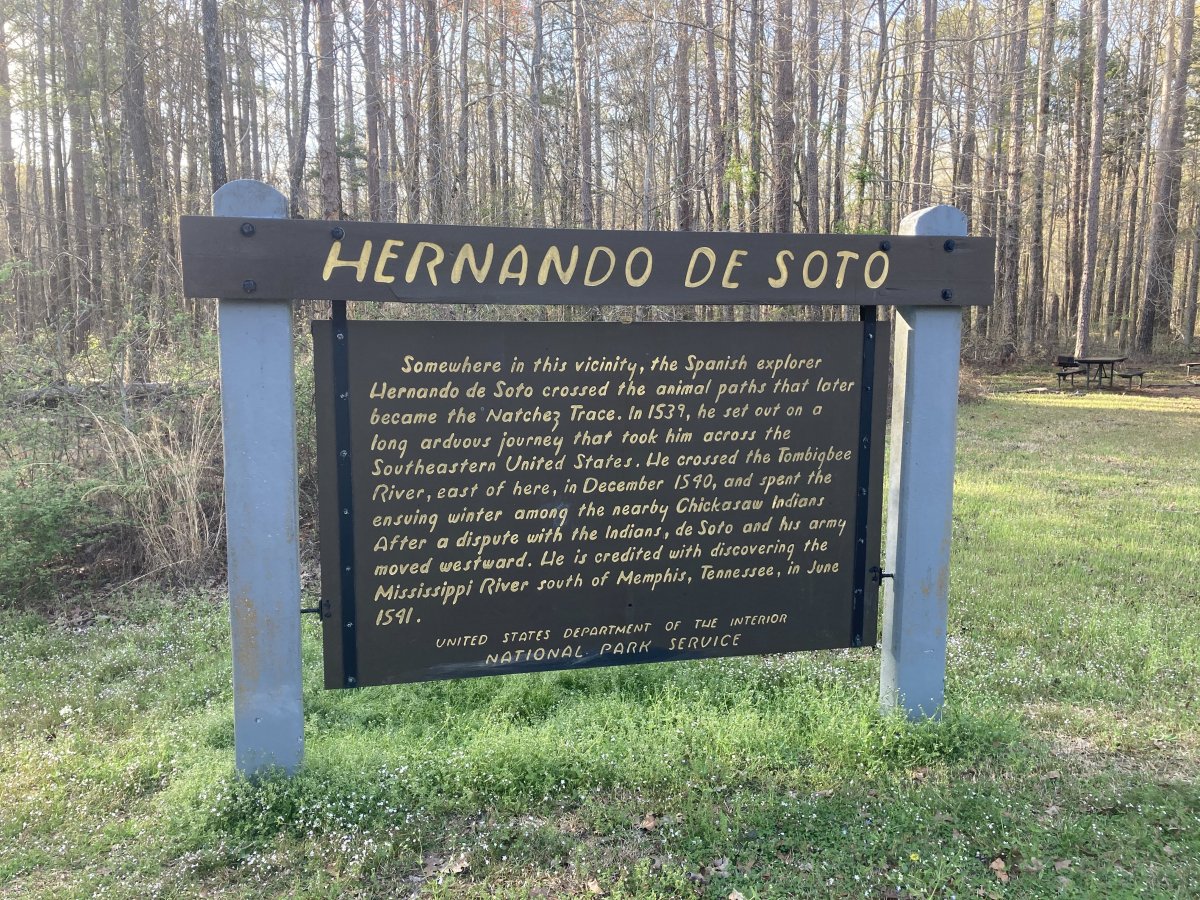 HERNANDO DE SOTO
Somewhere in this vicinity, the Spanish explorer
Hernando de Soto crossed the animal paths that later
became the Natchez Trace. In 1539, he set out on a
long arduous journey that took him across the
Southeastern United States. He crossed the Tombigbee
River, east of here, in December 1540, and spent the
ensuing winter among the nearby Chickasaw Indians
After a dispute with the Indians, de Soto and his army
moved westward. He is credited with discovering the
Mississippi River south of Memphis, Tennessee, in June
1541.
UNITED STATES DEPARTMENT OF THE INTERIOR
NATIONAL PARK SERVICE